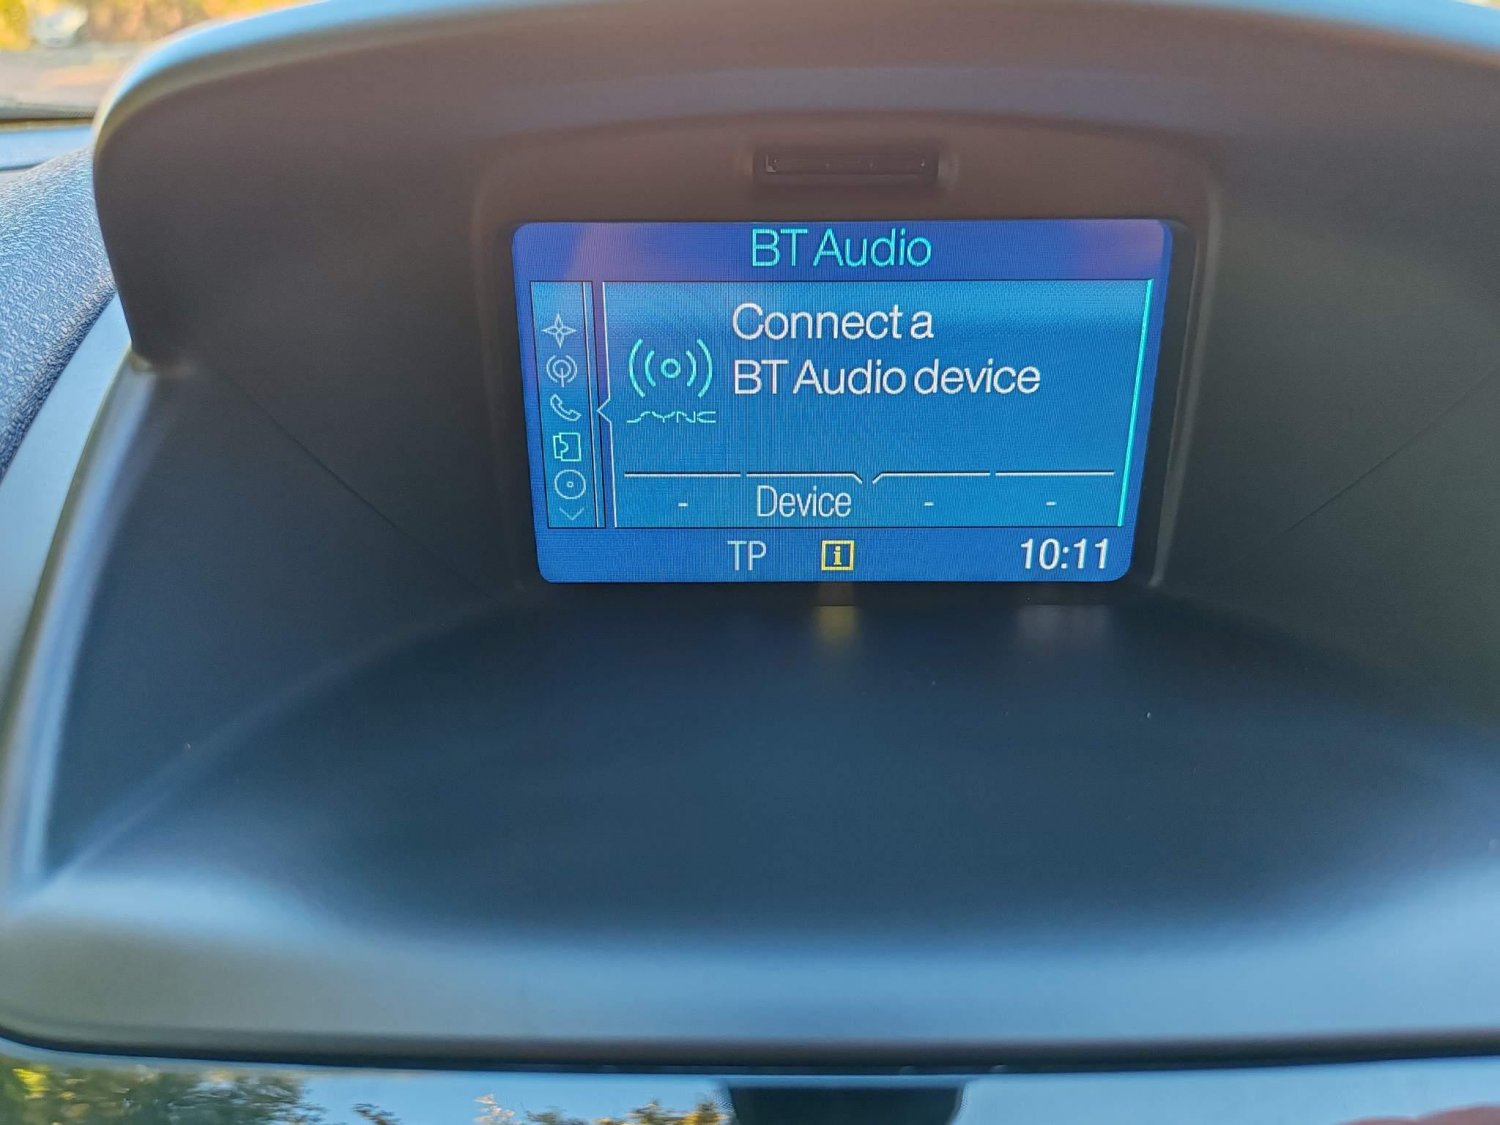 BT Audio
Connect a
BT Audio device
SYNC
- Device - -
TP i 10:11